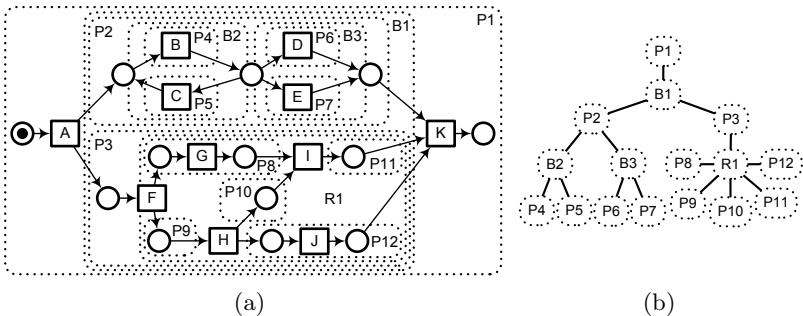 P2 P4 B2 P6 B3 B1 P1
B D
C P5 E P7
A P3 K
G P8 I P11
F P10 R1
P9 H J P12
(a)
P1
B1
P2 P3
B2 B3 P8 R1 P12
P4 P5 P6 P7 P9 P10 P11
(b)